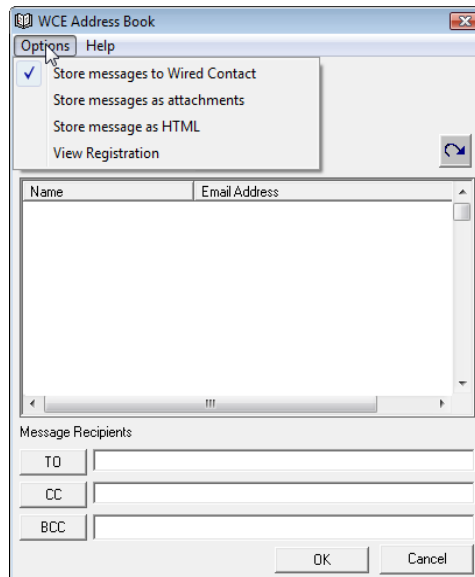 WCE Address Book
Options Help
Store messages to Wired Contact
Store messages as attachments
Store message as HTML
View Registration
Name Email Address
Message Recipients
TO
CC
BCC
OK Cancel